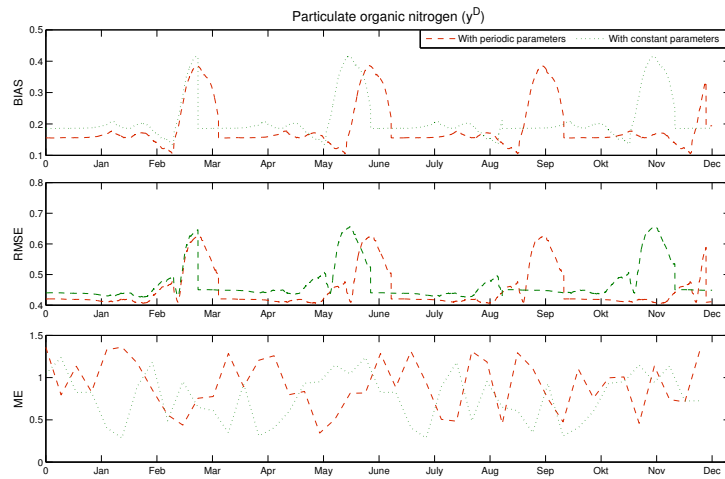 Particulate organic nitrogen (y^D)
With periodic parameters
With constant parameters
BIAS
0.5
0.4
0.3
0.2
0.1
0 Jan Feb Mar Apr May June July Aug Sep Okt Nov Dec
RMSE
0.8
0.7
0.6
0.5
0.4
0 Jan Feb Mar Apr May June July Aug Sep Okt Nov Dec
ME
1.5
1
0.5
0
0 Jan Feb Mar Apr May June July Aug Sep Okt Nov Dec